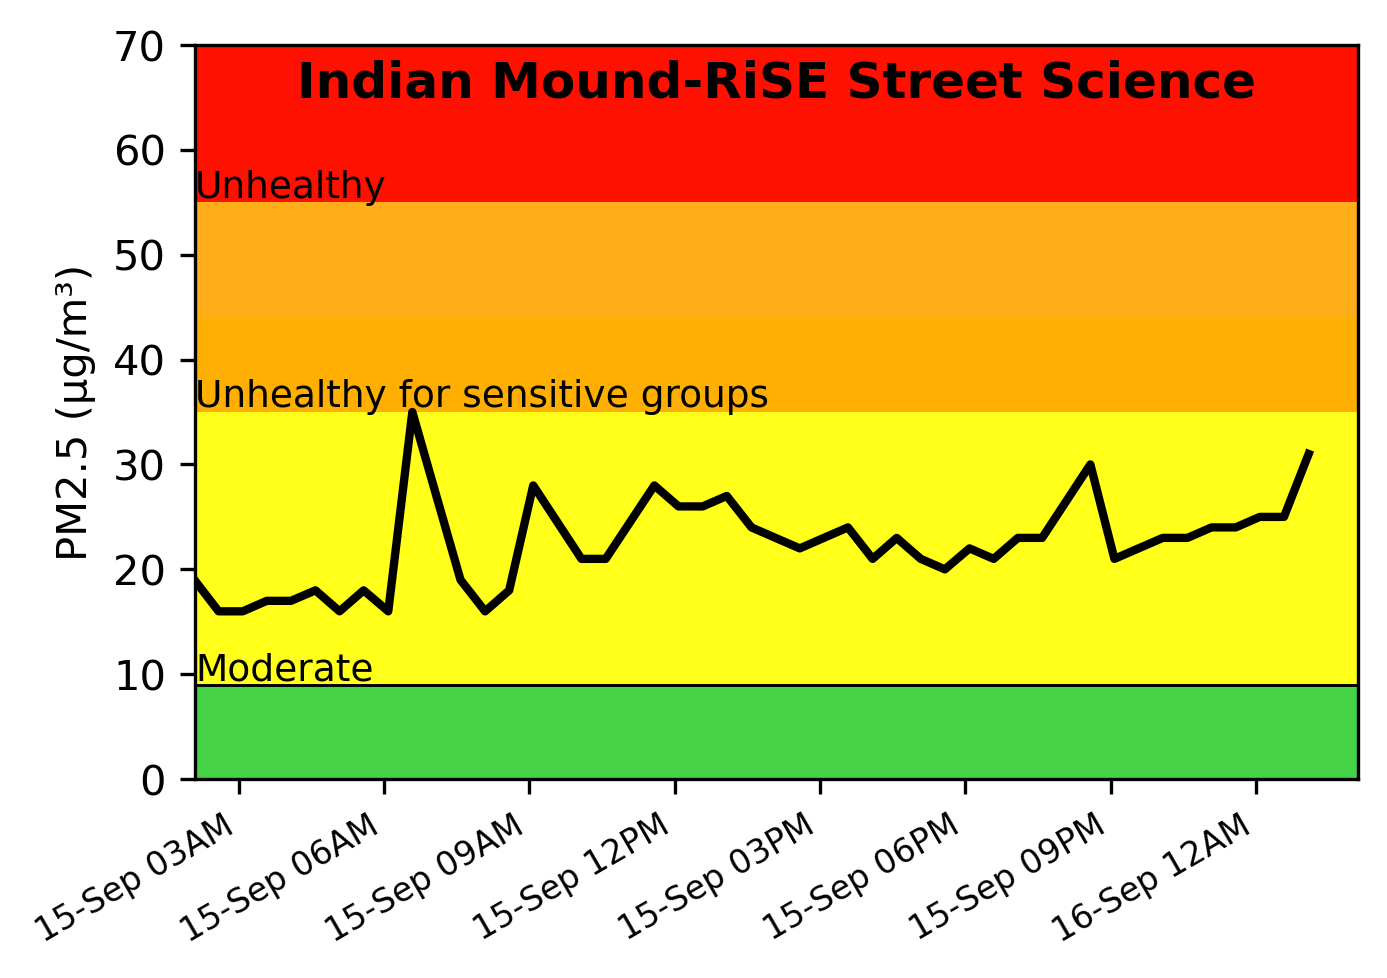 Indian Mound-RiSE Street Science
PM2.5 (µg/m³)
70
60
50
40
30
20
10
0
Unhealthy
Unhealthy for sensitive groups
Moderate
15-Sep 03AM
15-Sep 06AM
15-Sep 09AM
15-Sep 12PM
15-Sep 03PM
15-Sep 06PM
15-Sep 09PM
16-Sep 12AM